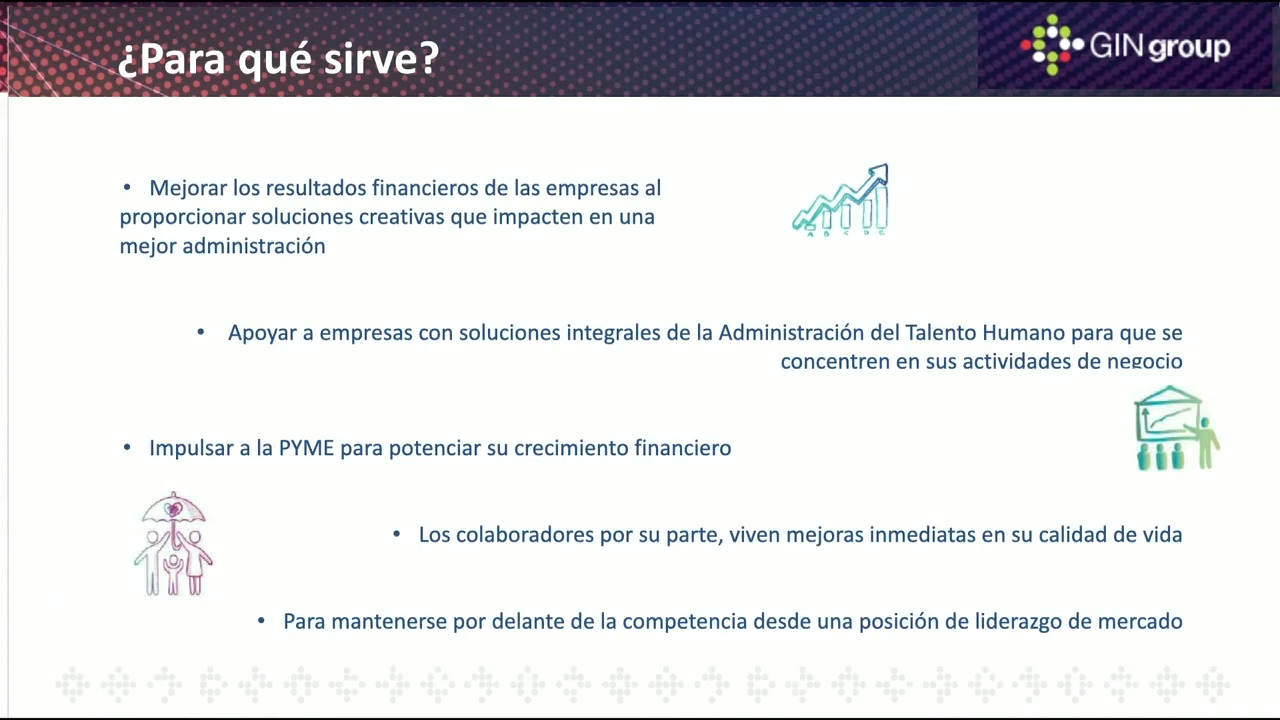 ¿Para qué sirve?
GINgroup
• Mejorar los resultados financieros de las empresas al
proporcionar soluciones creativas que impacten en una
mejor administración
• Apoyar a empresas con soluciones integrales de la Administración del Talento Humano para que se
concentren en sus actividades de negocio
• Impulsar a la PYME para potenciar su crecimiento financiero
• Los colaboradores por su parte, viven mejoras inmediatas en su calidad de vida
• Para mantenerse por delante de la competencia desde una posición de liderazgo de mercado